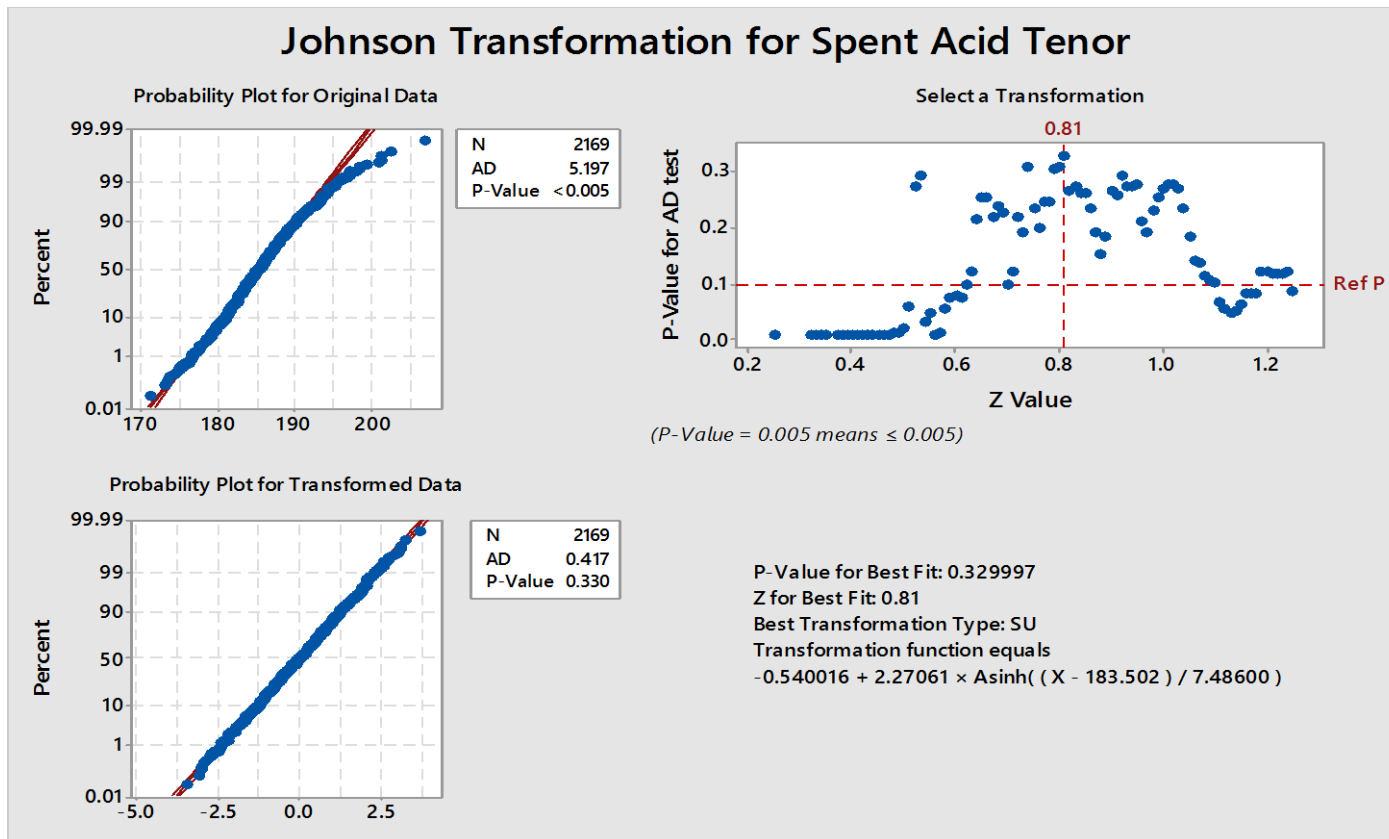 Johnson Transformation for Spent Acid Tenor
Probability Plot for Original Data
99.99
99
90
50
10
1
0.01
Percent
170 180 190 200
N 2169
AD 5.197
P-Value <0.005
Select a Transformation
0.81
0.3
0.2
0.1
0.0
P-Value for AD test
Ref P
0.2 0.4 0.6 0.8 1.0 1.2
Z Value
(P-Value = 0.005 means ≤ 0.005)
Probability Plot for Transformed Data
99.99
99
90
50
10
1
0.01
Percent
-5.0 -2.5 0.0 2.5
N 2169
AD 0.417
P-Value 0.330
P-Value for Best Fit: 0.329997
Z for Best Fit: 0.81
Best Transformation Type: SU
Transformation function equals
-0.540016 + 2.27061 × Asinh( ( X - 183.502 ) / 7.48600 )